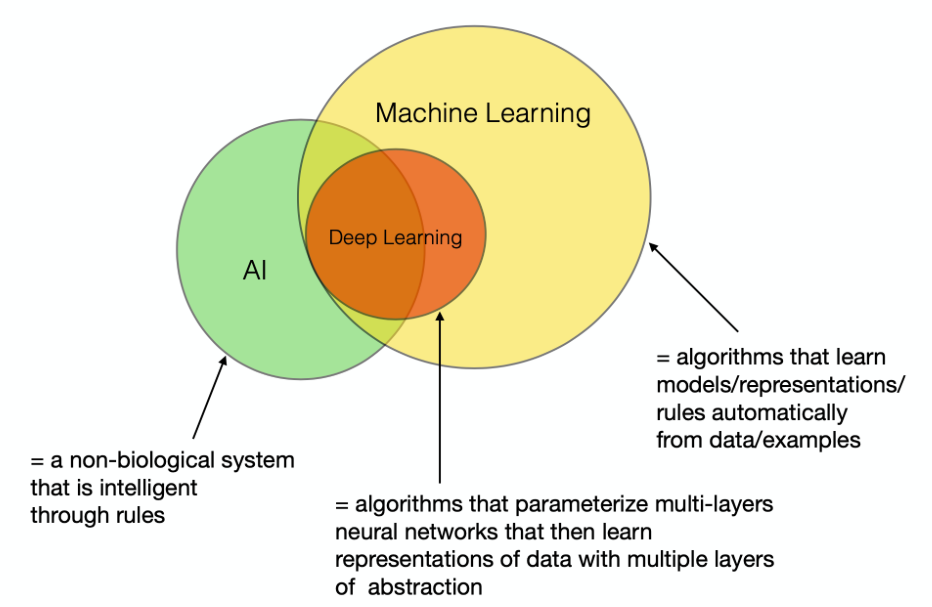 Machine Learning
Deep Learning
AI
= algorithms that learn
models/representations/
rules automatically
from data/examples
= a non-biological system
that is intelligent
through rules
= algorithms that parameterize multi-layers
neural networks that then learn
representations of data with multiple layers
of  abstraction